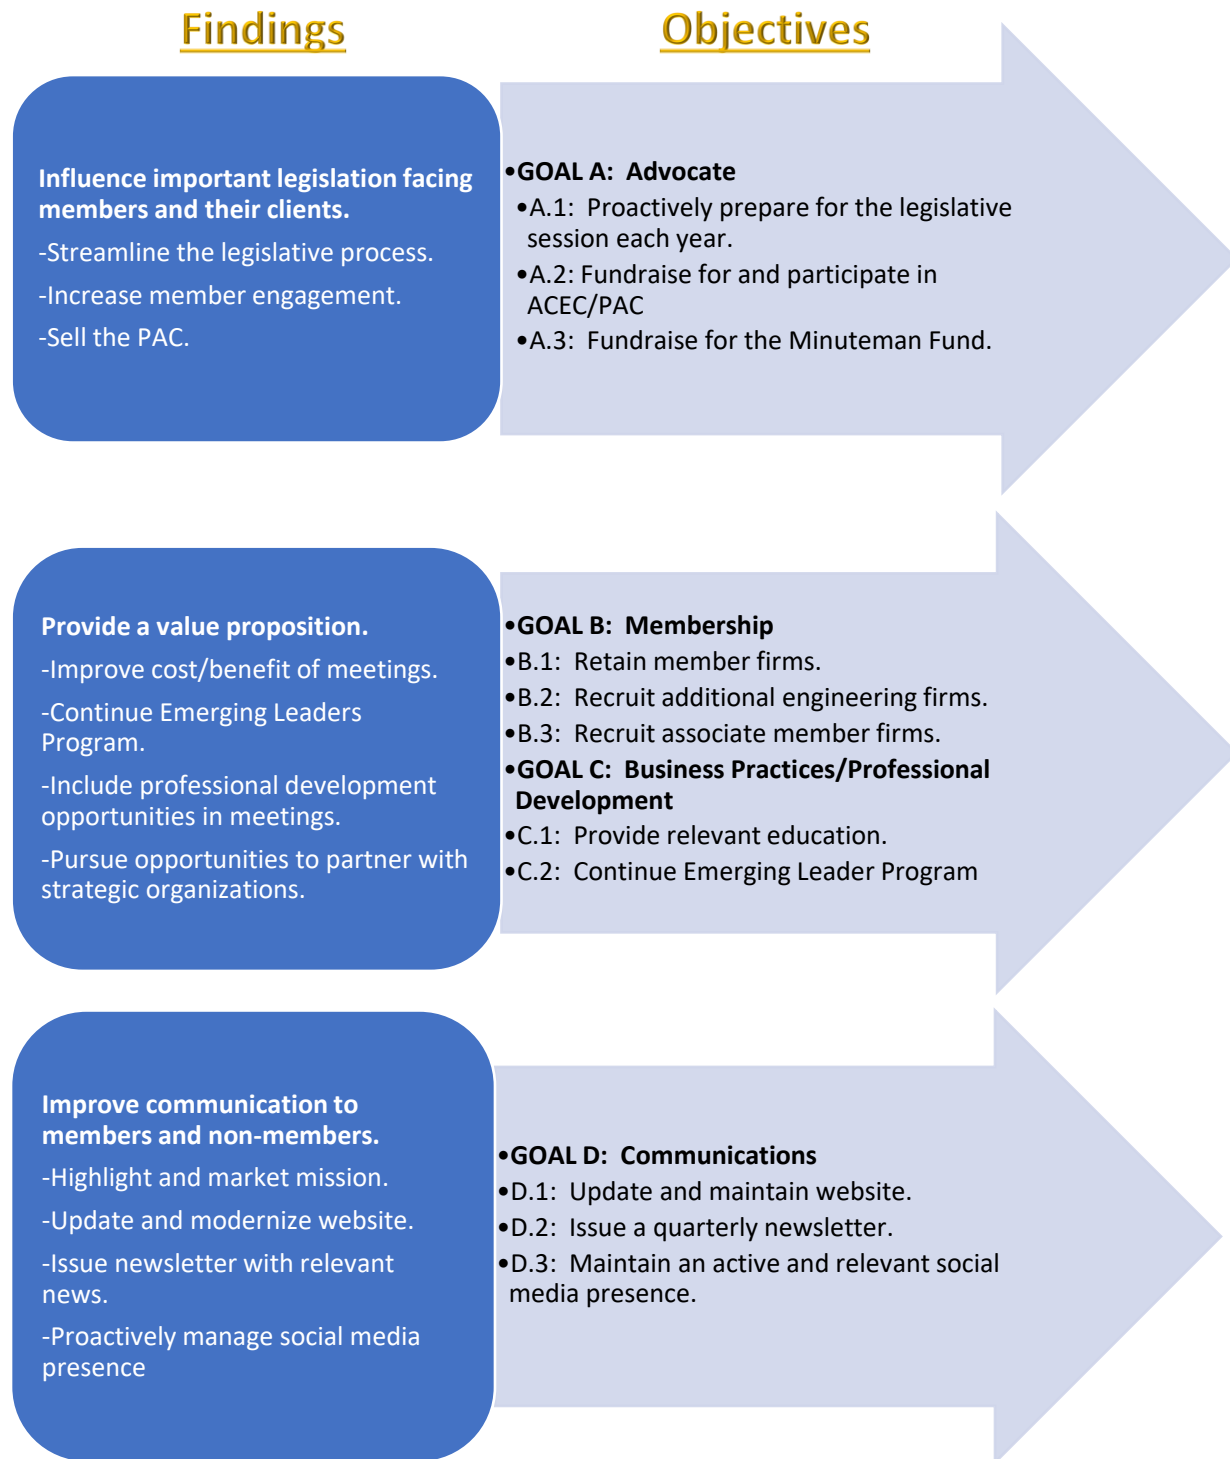 Findings
Objectives
Influence important legislation facing
members and their clients.
-Streamline the legislative process.
-Increase member engagement.
-Sell the PAC.
•GOAL A:  Advocate
•A.1:  Proactively prepare for the legislative
session each year.
•A.2: Fundraise for and participate in
ACEC/PAC
•A.3:  Fundraise for the Minuteman Fund.
Provide a value proposition.
-Improve cost/benefit of meetings.
-Continue Emerging Leaders
Program.
-Include professional development
opportunities in meetings.
-Pursue opportunities to partner with
strategic organizations.
•GOAL B:  Membership
•B.1:  Retain member firms.
•B.2:  Recruit additional engineering firms.
•B.3:  Recruit associate member firms.
•GOAL C:  Business Practices/Professional
Development
•C.1:  Provide relevant education.
•C.2:  Continue Emerging Leader Program
Improve communication to
members and non-members.
-Highlight and market mission.
-Update and modernize website.
-Issue newsletter with relevant
news.
-Proactively manage social media
presence
•GOAL D:  Communications
•D.1:  Update and maintain website.
•D.2:  Issue a quarterly newsletter.
•D.3:  Maintain an active and relevant social
media presence.